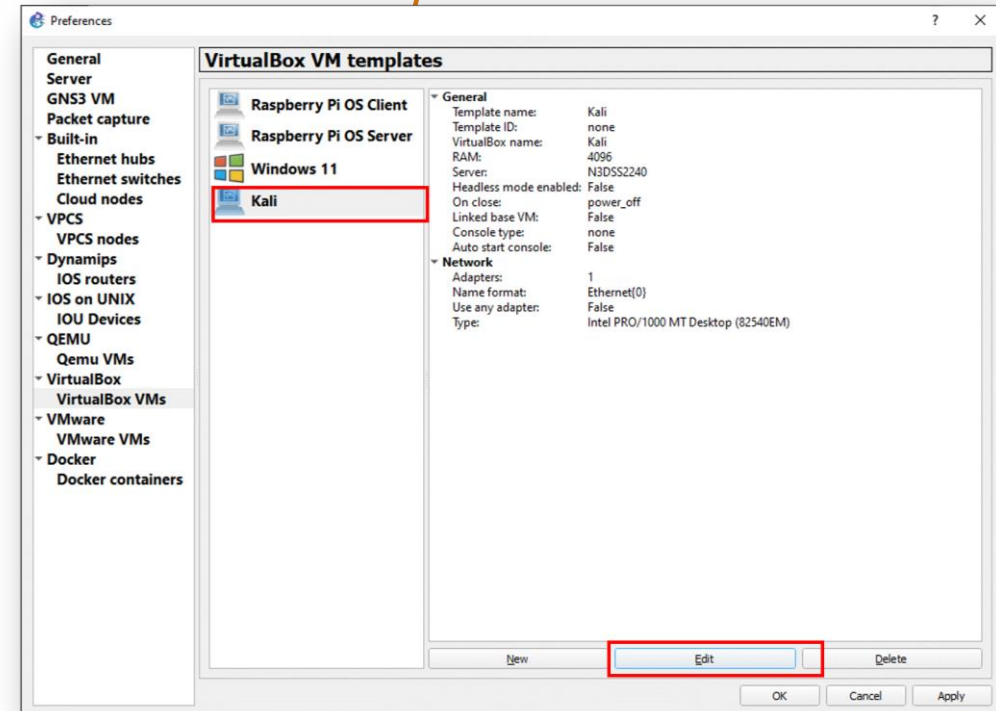 Preferences
? ×
General
Server
GNS3 VM
Packet capture
Built-in
Ethernet hubs
Ethernet switches
Cloud nodes
VPCS
VPCS nodes
Dynamips
IOS routers
IOS on UNIX
IOU Devices
QEMU
Qemu VMs
VirtualBox
VirtualBox VMs
VMware
VMware VMs
Docker
Docker containers
VirtualBox VM templates
Raspberry Pi OS Client
Raspberry Pi OS Server
Windows 11
Kali
General
Template name: Kali
Template ID: none
VirtualBox name: Kali
RAM: 4096
Server: N3DSS2240
Headless mode enabled: False
On close: power_off
Linked base VM: False
Console type: none
Auto start console: False
Network
Adapters: 1
Name format: Ethernet{0}
Use any adapter: False
Type: Intel PRO/1000 MT Desktop (82540EM)
New Edit Delete
OK Cancel Apply